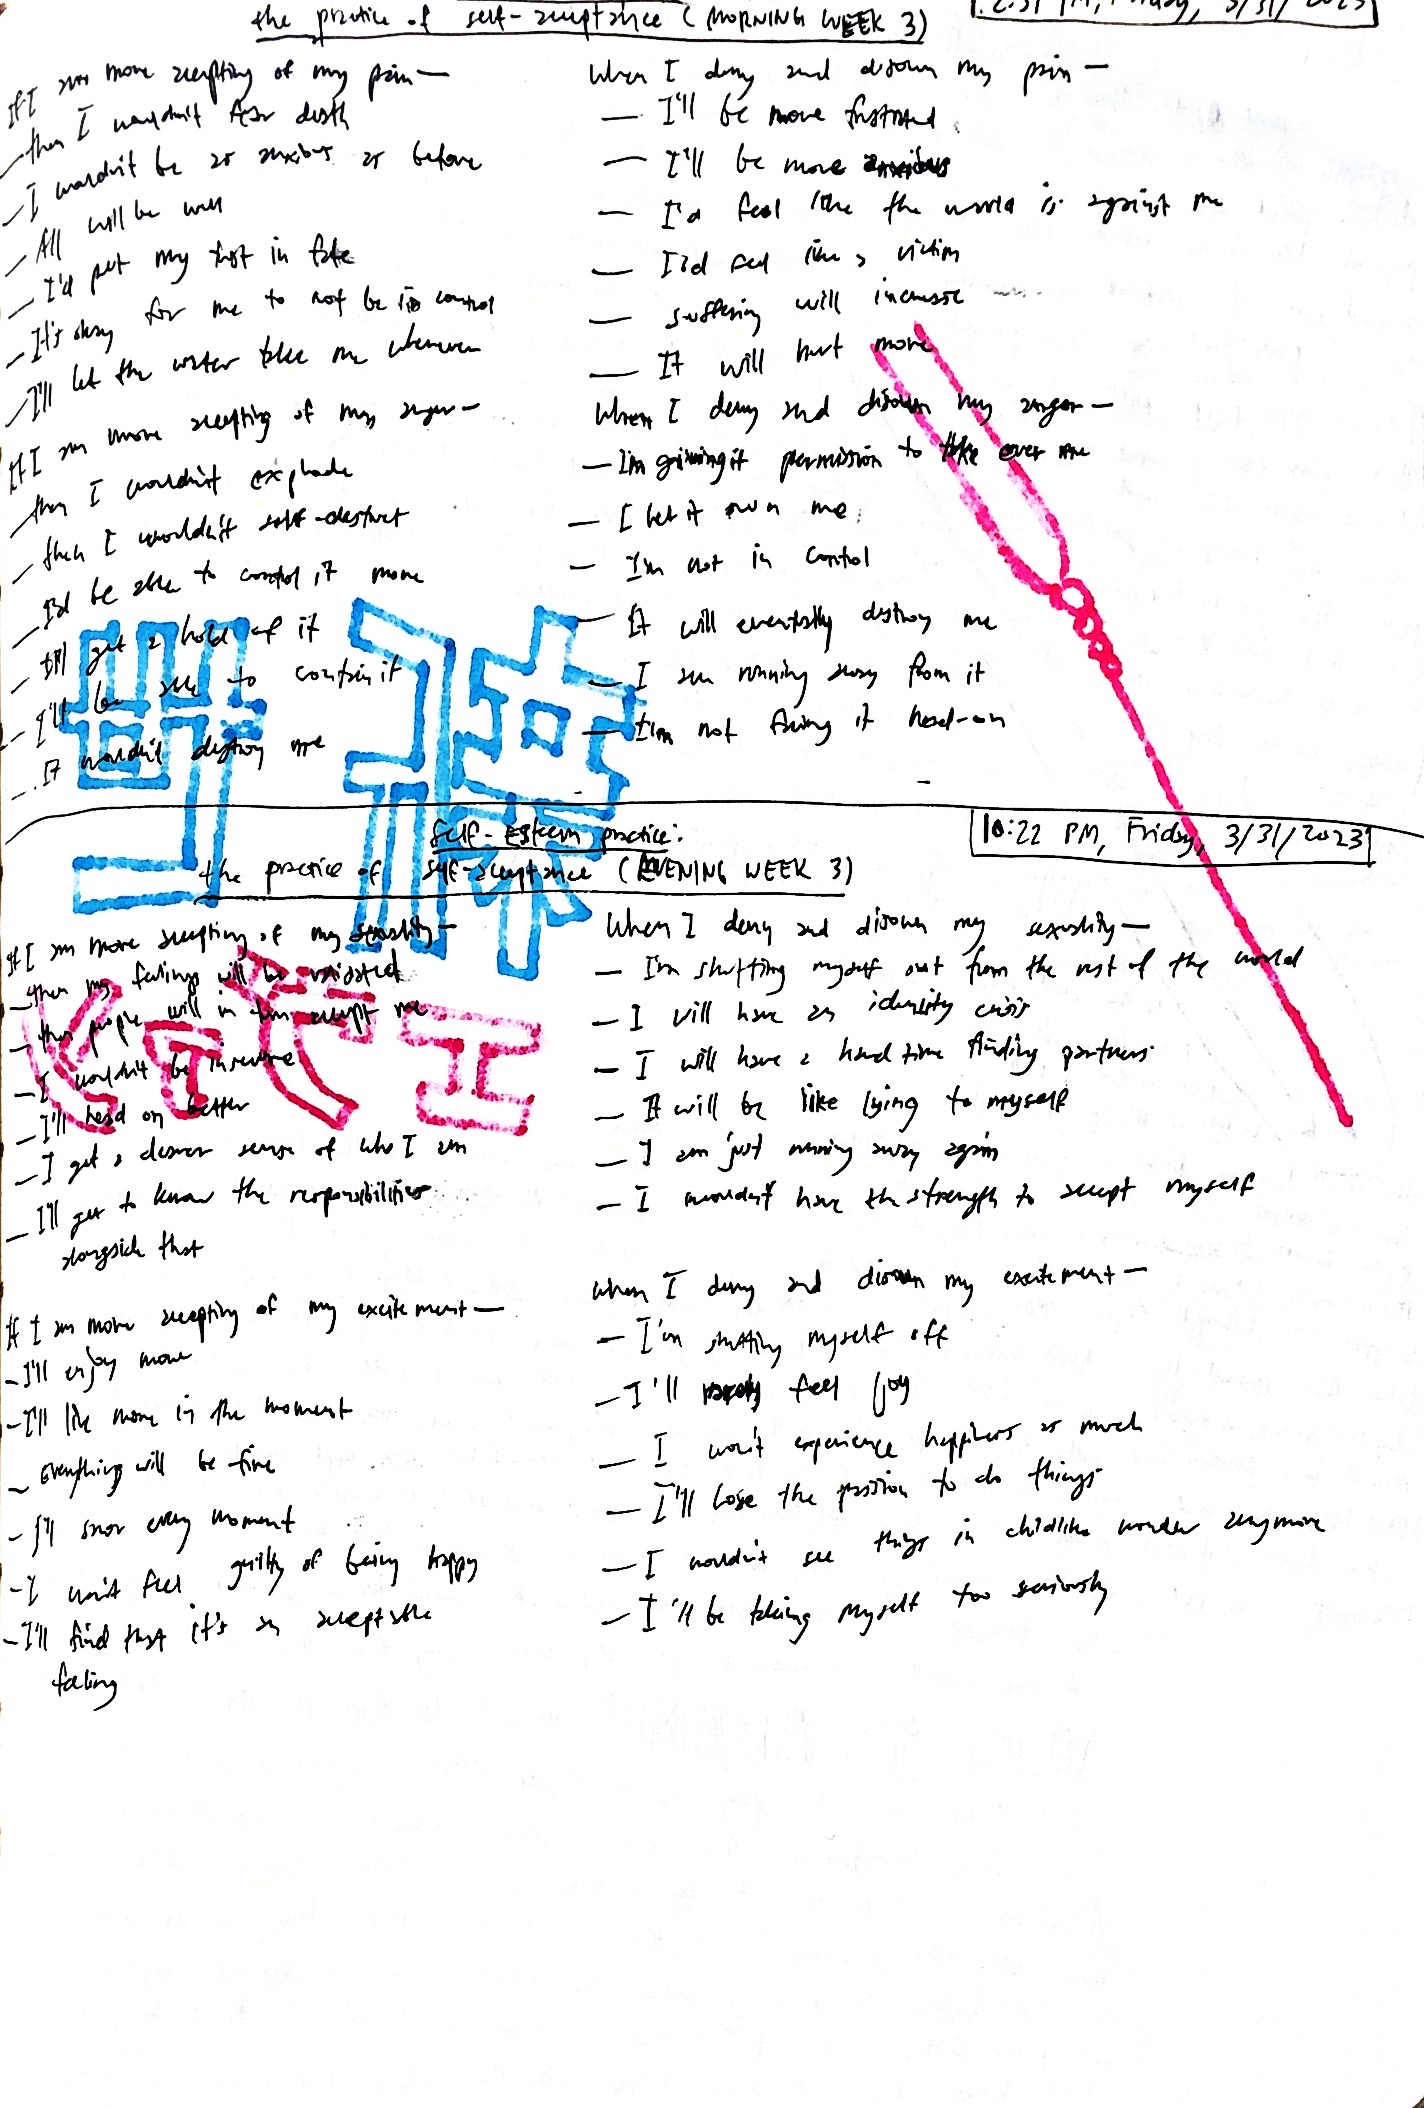 the practice of self-acceptance (MORNING WEEK 3)
PM, Friday, 3/31/2023
If I am more accepting of my pain—
— then I wouldn't fear death
— I wouldn't be as anxious as before
— All will be well
— I'd put my trust in fate
— It's okay for me to not be in control
— I'll let the water take me wherever
If I am more accepting of my anger—
— then I wouldn't explode
— then I wouldn't self-destruct
— I'd be able to control it more
— I'll get a hold of it
— I'll be able to contain it
— It wouldn't destroy me
When I deny and disown my pain—
— I'll be more frustrated
— I'll be more anxious
— I'd feel like the world is against me
— I'd feel like a victim
— suffering will increase
— It will hurt more
When I deny and disown my anger—
— I'm giving it permission to take over me
— I let it own me
— I'm not in control
— It will eventually destroy me
— I am running away from it
— I'm not facing it head-on
self-esteem practice:
the practice of self-acceptance (EVENING WEEK 3)
10:22 PM, Friday, 3/31/2023
If I am more accepting of my sexuality—
— then my feelings will be validated
— then people will in turn accept me
— I wouldn't be insecure
— I'll head on better
— I get a clearer sense of who I am
— I'll get to know the responsibilities
alongside that
If I am more accepting of my excitement—
— I'll enjoy more
— I'll live more in the moment
— everything will be fine
— I'll savor every moment
— I won't feel guilty of being happy
— I'll find that it's an acceptable
feeling
When I deny and disown my sexuality—
— I'm shutting myself out from the rest of the world
— I will have an identity crisis
— I will have a hard time finding partners
— It will be like lying to myself
— I am just running away again
— I wouldn't have the strength to accept myself
When I deny and disown my excitement—
— I'm shutting myself off
— I'll rarely feel joy
— I won't experience happiness as much
— I'll lose the passion to do things
— I wouldn't see things in childlike wonder anymore
— I'll be taking myself too seriously